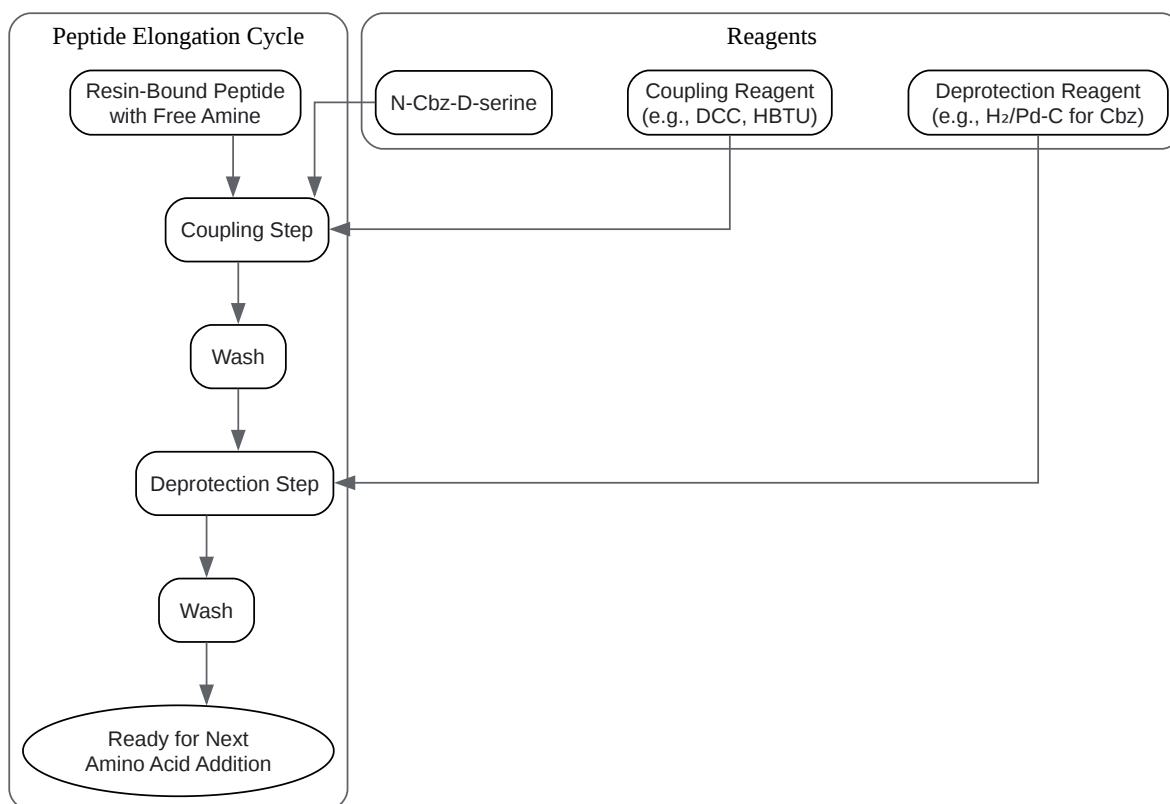 Peptide Elongation Cycle
Resin-Bound Peptide
with Free Amine
Coupling Step
Wash
Deprotection Step
Wash
Ready for Next
Amino Acid Addition
Reagents
N-Cbz-D-serine
Coupling Reagent
(e.g., DCC, HBTU)
Deprotection Reagent
(e.g., H₂/Pd-C for Cbz)